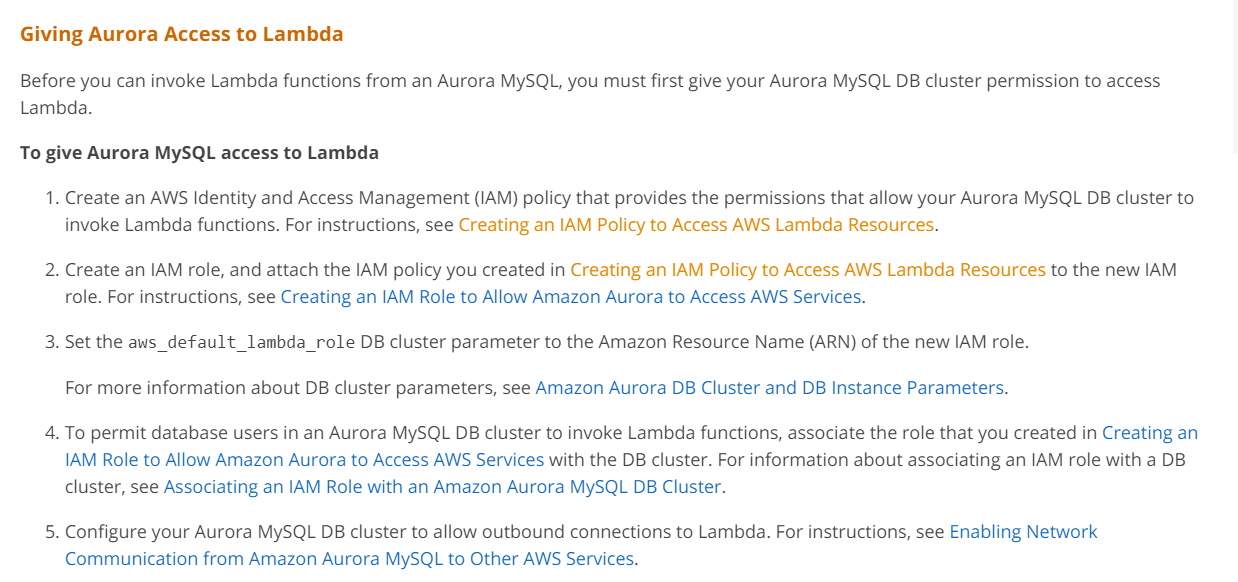 Giving Aurora Access to Lambda
Before you can invoke Lambda functions from an Aurora MySQL, you must first give your Aurora MySQL DB cluster permission to access
Lambda.
To give Aurora MySQL access to Lambda
1. Create an AWS Identity and Access Management (IAM) policy that provides the permissions that allow your Aurora MySQL DB cluster to
invoke Lambda functions. For instructions, see Creating an IAM Policy to Access AWS Lambda Resources.
2. Create an IAM role, and attach the IAM policy you created in Creating an IAM Policy to Access AWS Lambda Resources to the new IAM
role. For instructions, see Creating an IAM Role to Allow Amazon Aurora to Access AWS Services.
3. Set the aws_default_lambda_role DB cluster parameter to the Amazon Resource Name (ARN) of the new IAM role.
For more information about DB cluster parameters, see Amazon Aurora DB Cluster and DB Instance Parameters.
4. To permit database users in an Aurora MySQL DB cluster to invoke Lambda functions, associate the role that you created in Creating an
IAM Role to Allow Amazon Aurora to Access AWS Services with the DB cluster. For information about associating an IAM role with a DB
cluster, see Associating an IAM Role with an Amazon Aurora MySQL DB Cluster.
5. Configure your Aurora MySQL DB cluster to allow outbound connections to Lambda. For instructions, see Enabling Network
Communication from Amazon Aurora MySQL to Other AWS Services.